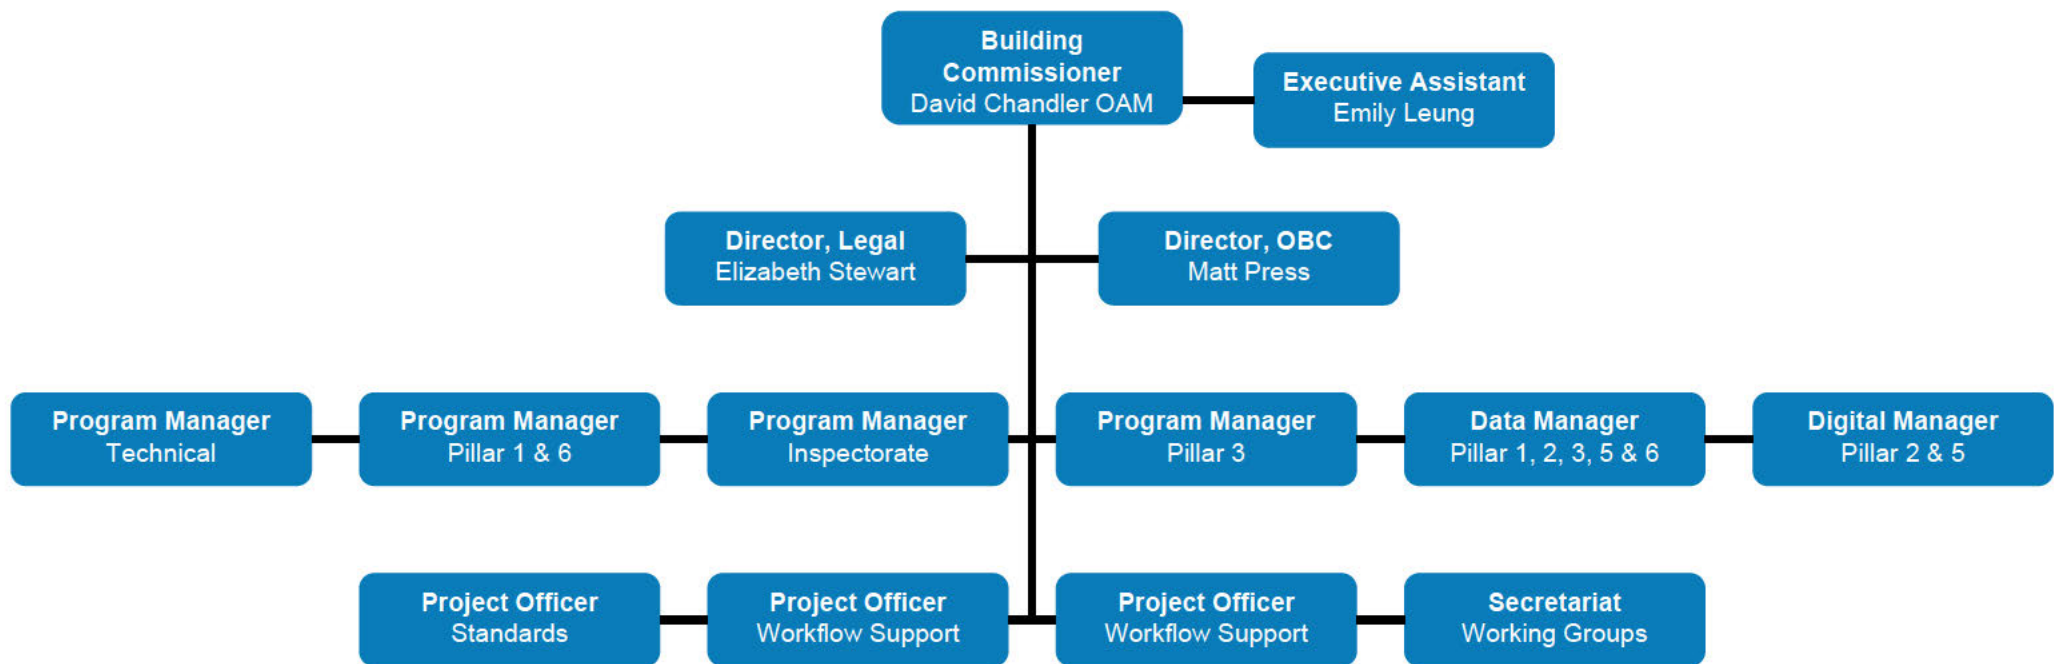 Building
Commissioner
David Chandler OAM
Executive Assistant
Emily Leung
Director, Legal
Elizabeth Stewart
Director, OBC
Matt Press
Program Manager
Technical
Program Manager
Pillar 1 & 6
Program Manager
Inspectorate
Program Manager
Pillar 3
Data Manager
Pillar 1, 2, 3, 5 & 6
Digital Manager
Pillar 2 & 5
Project Officer
Standards
Project Officer
Workflow Support
Project Officer
Workflow Support
Secretariat
Working Groups